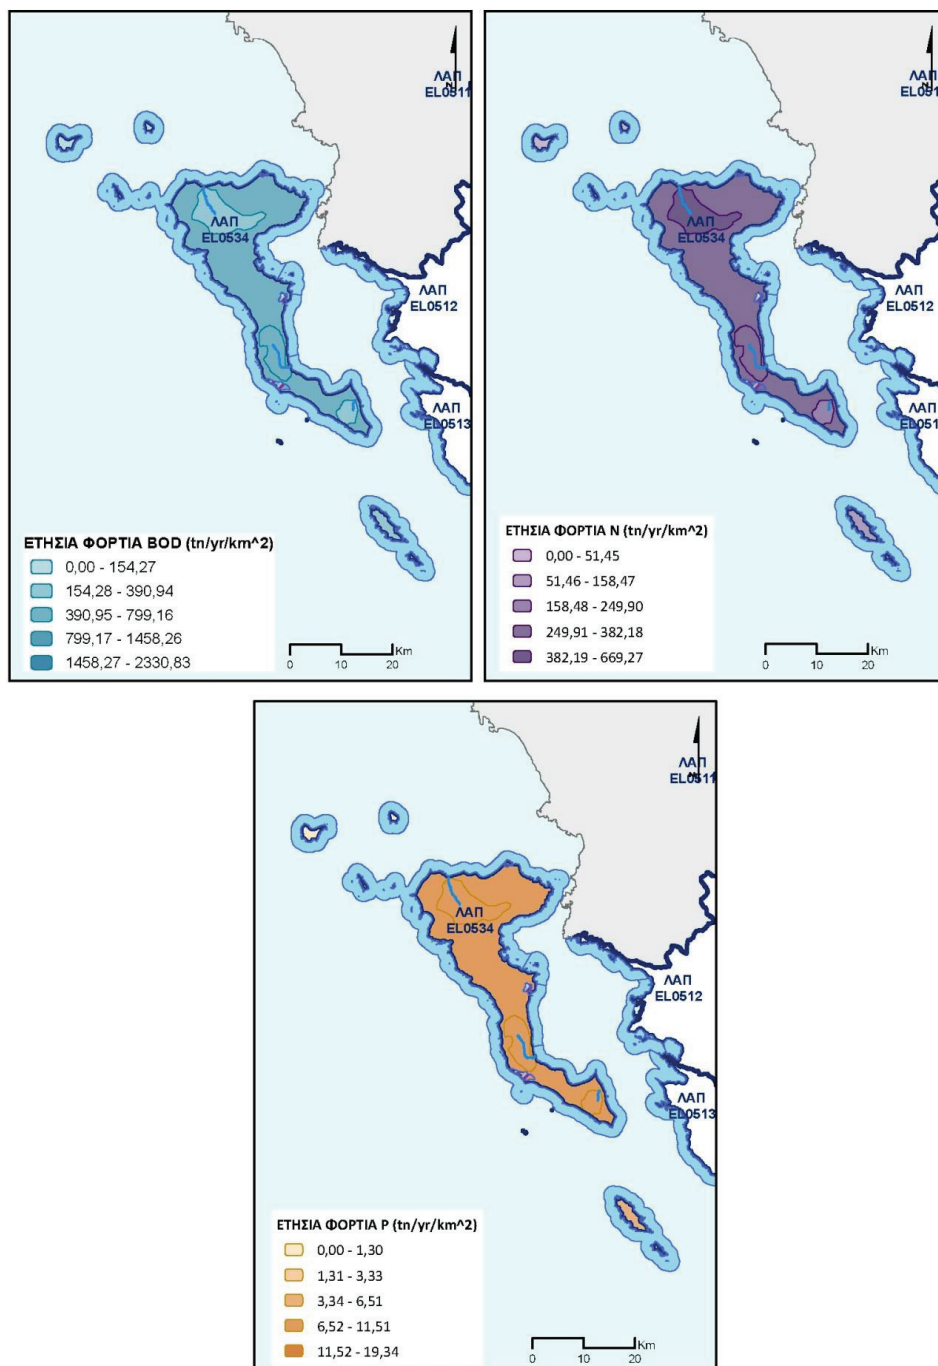 ΛΑΠ
EL0511
ΛΑΠ
EL0534
ΛΑΠ
EL0512
ΛΑΠ
EL0513
ΕΤΗΣΙΑ ΦΟΡΤΙΑ BOD (tn/yr/km^2)
0,00 - 154,27
154,28 - 390,94
390,95 - 799,16
799,17 - 1458,26
1458,27 - 2330,83
Km
0 10 20
ΛΑΠ
EL051
ΛΑΠ
EL0534
ΛΑΠ
EL0512
ΛΑΠ
EL051
ΕΤΗΣΙΑ ΦΟΡΤΙΑ N (tn/yr/km^2)
0,00 - 51,45
51,46 - 158,47
158,48 - 249,90
249,91 - 382,18
382,19 - 669,27
Km
0 10 20
ΛΑΠ
EL0511
ΛΑΠ
EL0534
ΛΑΠ
EL0512
ΛΑΠ
EL0513
ΕΤΗΣΙΑ ΦΟΡΤΙΑ P (tn/yr/km^2)
0,00 - 1,30
1,31 - 3,33
3,34 - 6,51
6,52 - 11,51
11,52 - 19,34
Km
0 10 20